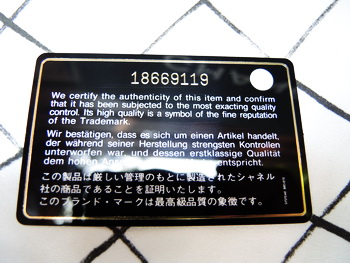 18669119
We certify the authenticity of this item and confirm
that it has been subjected to the most exacting quality
control. Its high quality is a symbol of the fine reputation
of the Trademark.
Wir bestätigen, dass es sich um einen Artikel handelt,
der während seiner Herstellung strengsten Kontrollen
unterworfen war, und dessen erstklassige Qualität
dem hohen entspricht.
この製品は厳しい管理のもとに製造されたシャネル
社の商品であることを証明いたします。
このブランド・マークは最高級品質の象徴です。